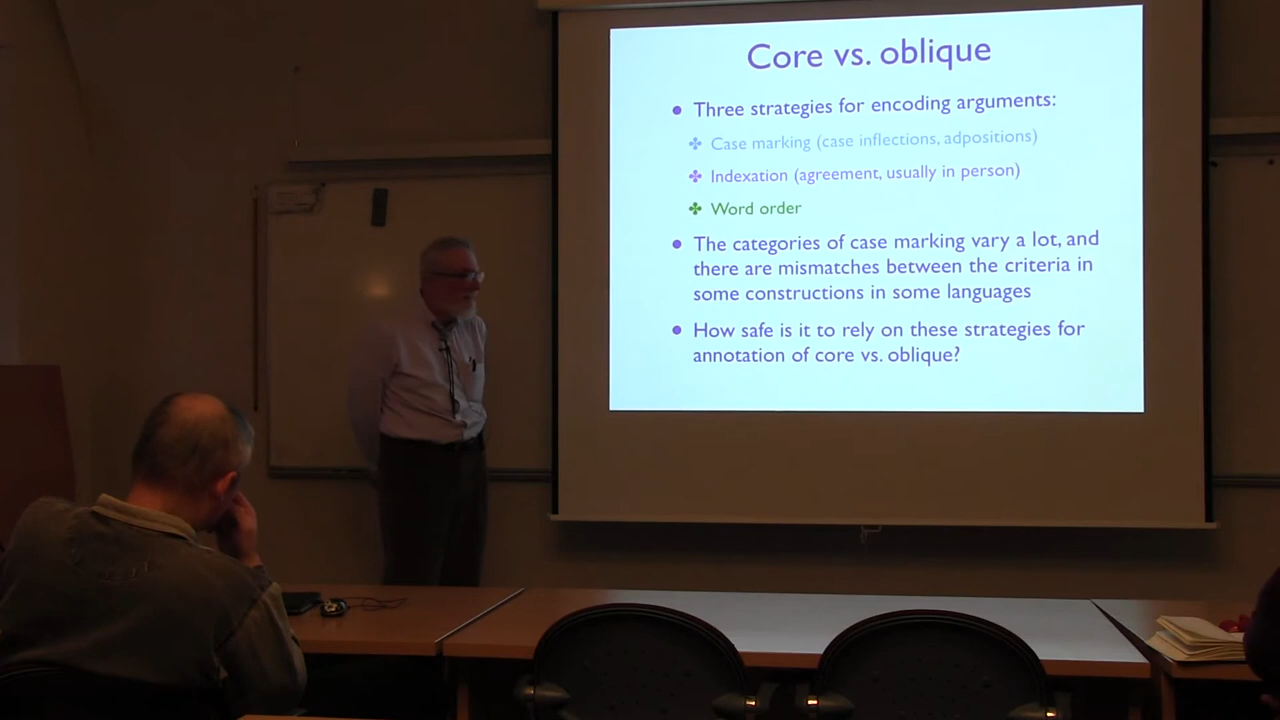 Core vs. oblique
• Three strategies for encoding arguments:
✤ Case marking (case inflections, adpositions)
✤ Indexation (agreement, usually in person)
✤ Word order
• The categories of case marking vary a lot, and
there are mismatches between the criteria in
some constructions in some languages
• How safe is it to rely on these strategies for
annotation of core vs. oblique?